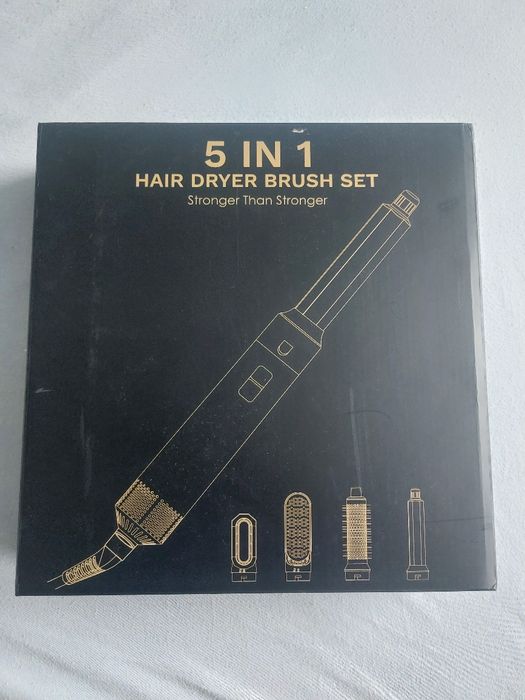 5 IN 1
HAIR DRYER BRUSH SET
Stronger Than Stronger